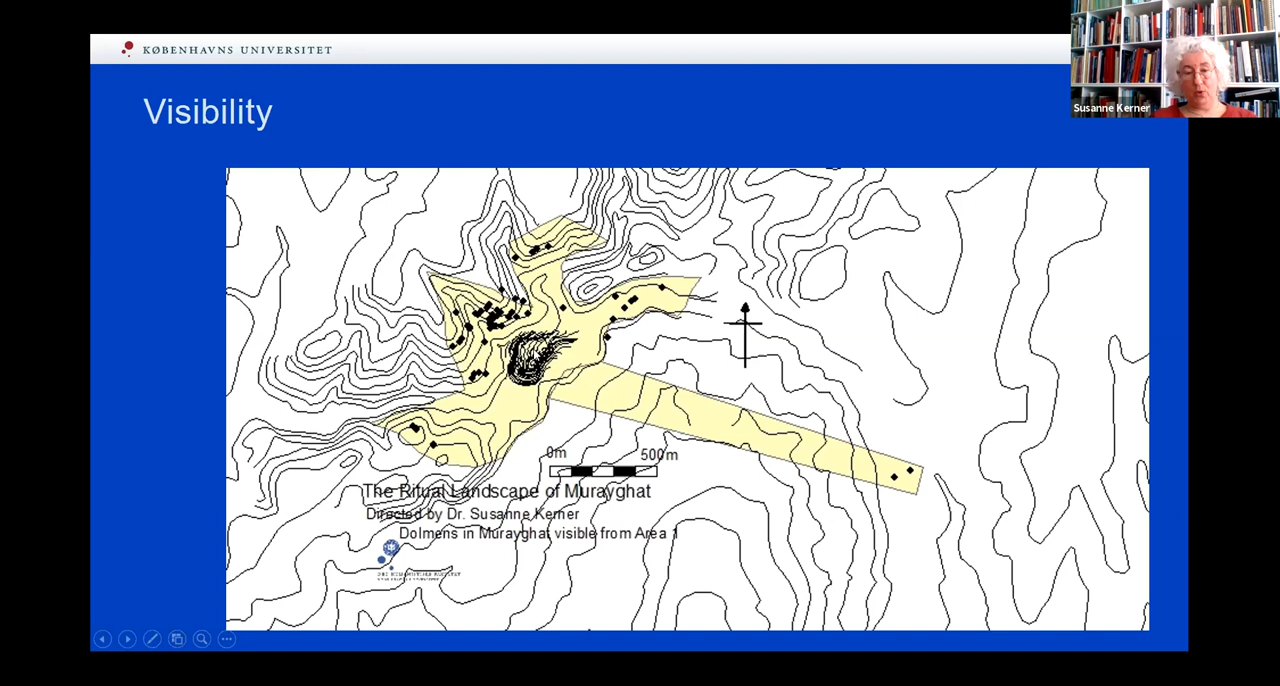 KØBENHAVNS UNIVERSITET
Susanne Kerner
Visibility
0m 500m
The Ritual Landscape of Murayghat
Directed by Dr. Susanne Kerner
Dolmens in Murayghat visible from Area 1